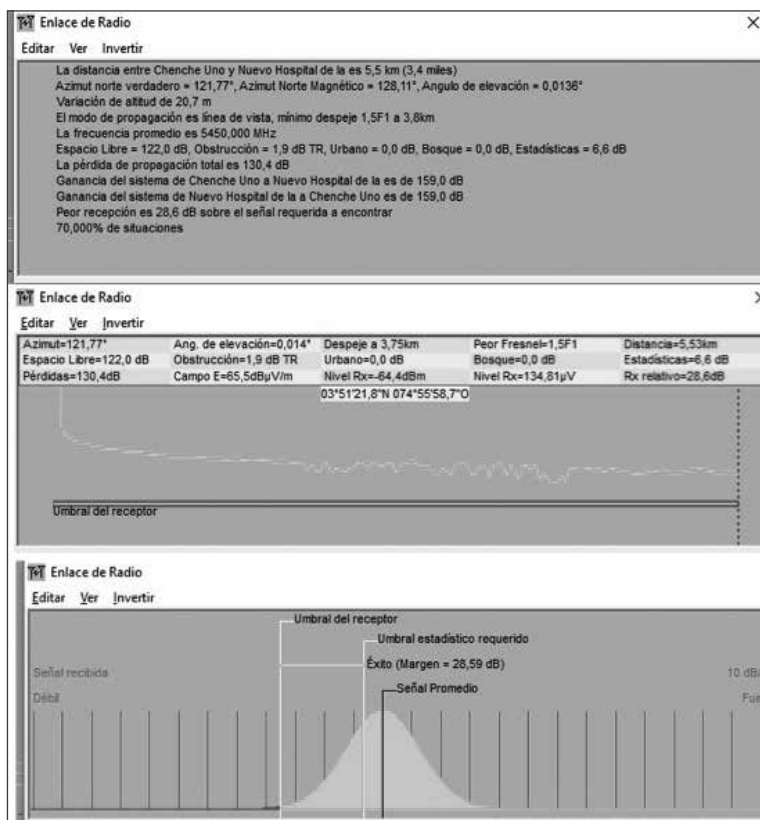 Enlace de Radio
Editar Ver Invertir
La distancia entre Chenche Uno y Nuevo Hospital de la es 5,5 km (3,4 miles)
Azimut norte verdadero = 121,77°, Azimut Norte Magnético = 128,11°, Angulo de elevación = 0,0136°
Variación de altitud de 20,7 m
El modo de propagación es línea de vista, mínimo despeje 1,5F1 a 3,8km
La frecuencia promedio es 5450,000 MHz
Espacio Libre = 122,0 dB, Obstrucción = 1,9 dB TR, Urbano = 0,0 dB, Bosque = 0,0 dB, Estadísticas = 6,6 dB
La pérdida de propagación total es 130,4 dB
Ganancia del sistema de Chenche Uno a Nuevo Hospital de la es de 159,0 dB
Ganancia del sistema de Nuevo Hospital de la a Chenche Uno es de 159,0 dB
Peor recepción es 28,6 dB sobre el señal requerida a encontrar
70,000% de situaciones
Enlace de Radio
Editar Ver Invertir
Azimut=121,77° Ang. de elevación=0,014° Despeje a 3,75km Peor Fresnel=1,5F1 Distancia=5,53km
Espacio Libre=122,0 dB Obstrucción=1,9 dB TR Urbano=0,0 dB Bosque=0,0 dB Estadísticas=6,6 dB
Pérdidas=130,4dB Campo E=65,5dBµV/m Nivel Rx=-64,4dBm Nivel Rx=134,81µV Rx relativo=28,6dB
03°51'21,8"N 074°55'58,7"O
Umbral del receptor
Enlace de Radio
Editar Ver Invertir
Umbral del receptor
Umbral estadístico requerido
Éxito (Margen = 28,59 dB)
Señal recibida 10 dB
Señal Promedio
Débil Fue